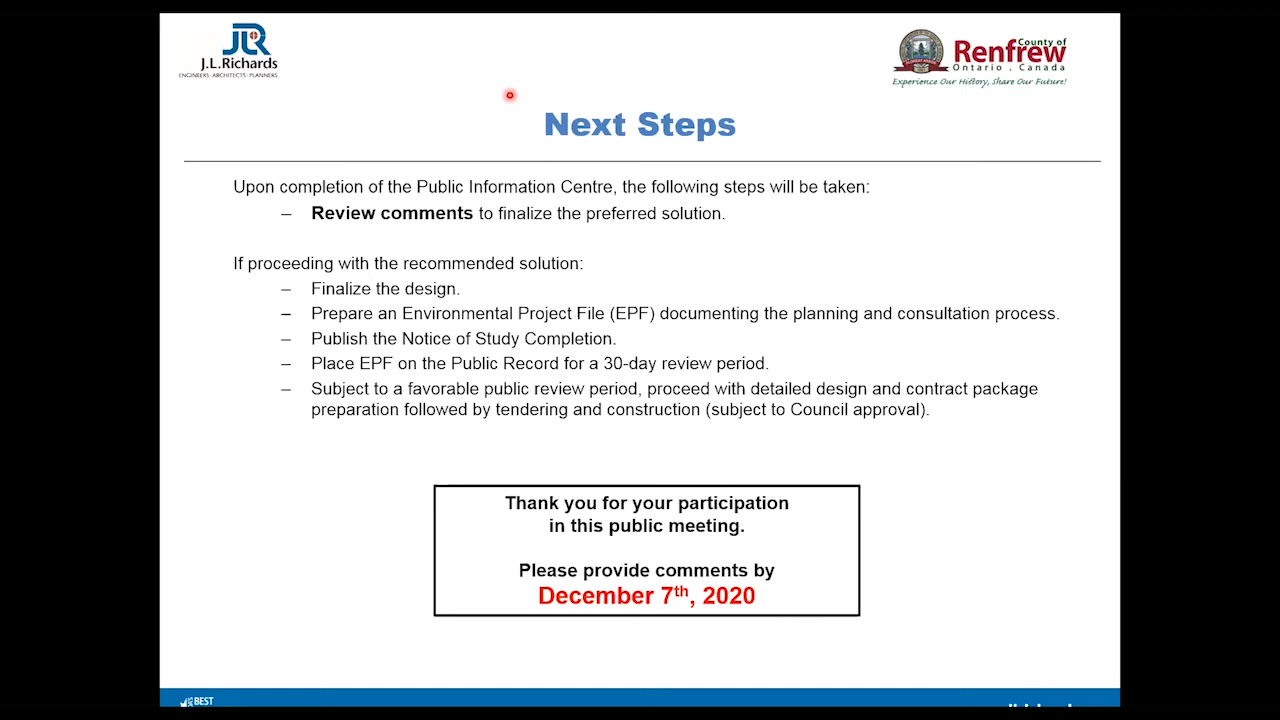 J.L.Richards
ENGINEERS · ARCHITECTS · PLANNERS
County of
Renfrew
Ontario . Canada
Experience Our History, Share Our Future!
Next Steps
Upon completion of the Public Information Centre, the following steps will be taken:
– Review comments to finalize the preferred solution.
If proceeding with the recommended solution:
– Finalize the design.
– Prepare an Environmental Project File (EPF) documenting the planning and consultation process.
– Publish the Notice of Study Completion.
– Place EPF on the Public Record for a 30-day review period.
– Subject to a favorable public review period, proceed with detailed design and contract package
preparation followed by tendering and construction (subject to Council approval).
Thank you for your participation
in this public meeting.
Please provide comments by
December 7th, 2020
BEST